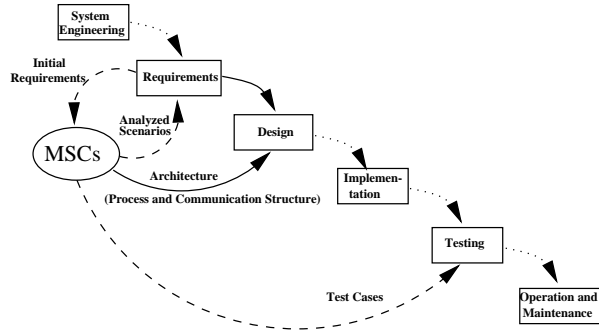 System
Engineering
Initial
Requirements
Requirements
Analyzed
Scenarios
Design
MSCs
Architecture
(Process and Communication Structure)
Implemen-
tation
Testing
Test Cases
Operation and
Maintenance